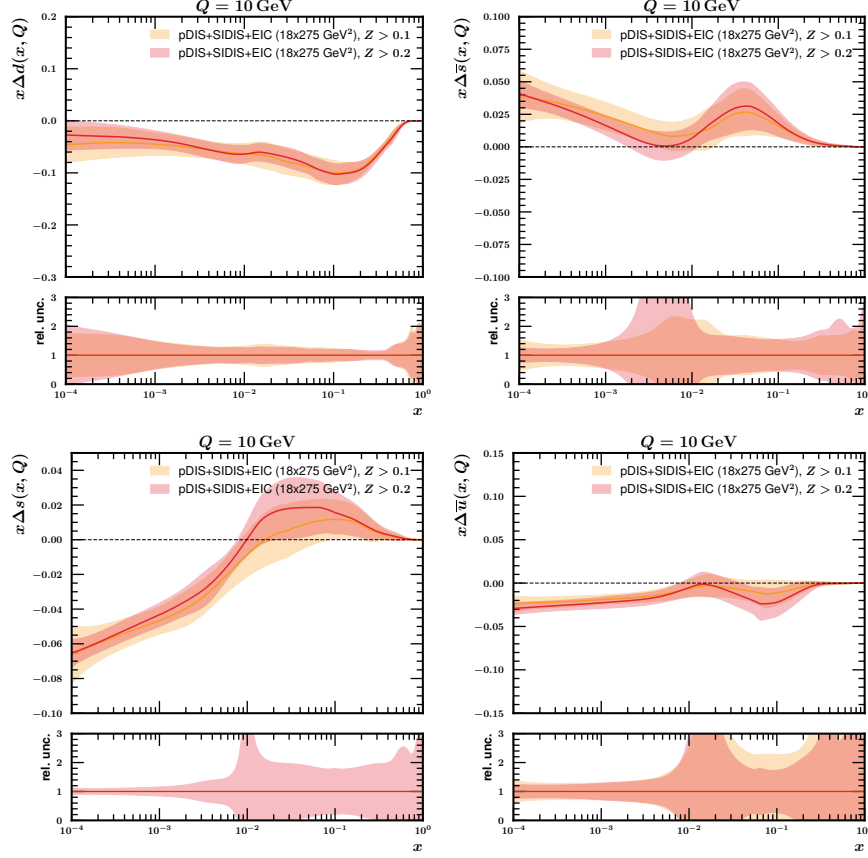 Q = 10 GeV
pDIS+SIDIS+EIC (18x275 GeV²), Z > 0.1
pDIS+SIDIS+EIC (18x275 GeV²), Z > 0.2
x∆d(x, Q)
0.2
0.1
0.0
−0.1
−0.2
−0.3
rel. unc.
3
2
1
0
10⁻⁴ 10⁻³ 10⁻² 10⁻¹ 10⁰
x
Q = 10 GeV
pDIS+SIDIS+EIC (18x275 GeV²), Z > 0.1
pDIS+SIDIS+EIC (18x275 GeV²), Z > 0.2
x∆s̅(x, Q)
0.100
0.075
0.050
0.025
0.000
−0.025
−0.050
−0.075
−0.100
rel. unc.
3
2
1
0
10⁻⁴ 10⁻³ 10⁻² 10⁻¹ 10
x
Q = 10 GeV
pDIS+SIDIS+EIC (18x275 GeV²), Z > 0.1
pDIS+SIDIS+EIC (18x275 GeV²), Z > 0.2
x∆s(x, Q)
0.04
0.02
0.00
−0.02
−0.04
−0.06
−0.08
−0.10
rel. unc.
3
2
1
0
10⁻⁴ 10⁻³ 10⁻² 10⁻¹ 10⁰
x
Q = 10 GeV
pDIS+SIDIS+EIC (18x275 GeV²), Z > 0.1
pDIS+SIDIS+EIC (18x275 GeV²), Z > 0.2
x∆u̅(x, Q)
0.15
0.10
0.05
0.00
−0.05
−0.10
−0.15
rel. unc.
3
2
1
0
10⁻⁴ 10⁻³ 10⁻² 10⁻¹ 10
x